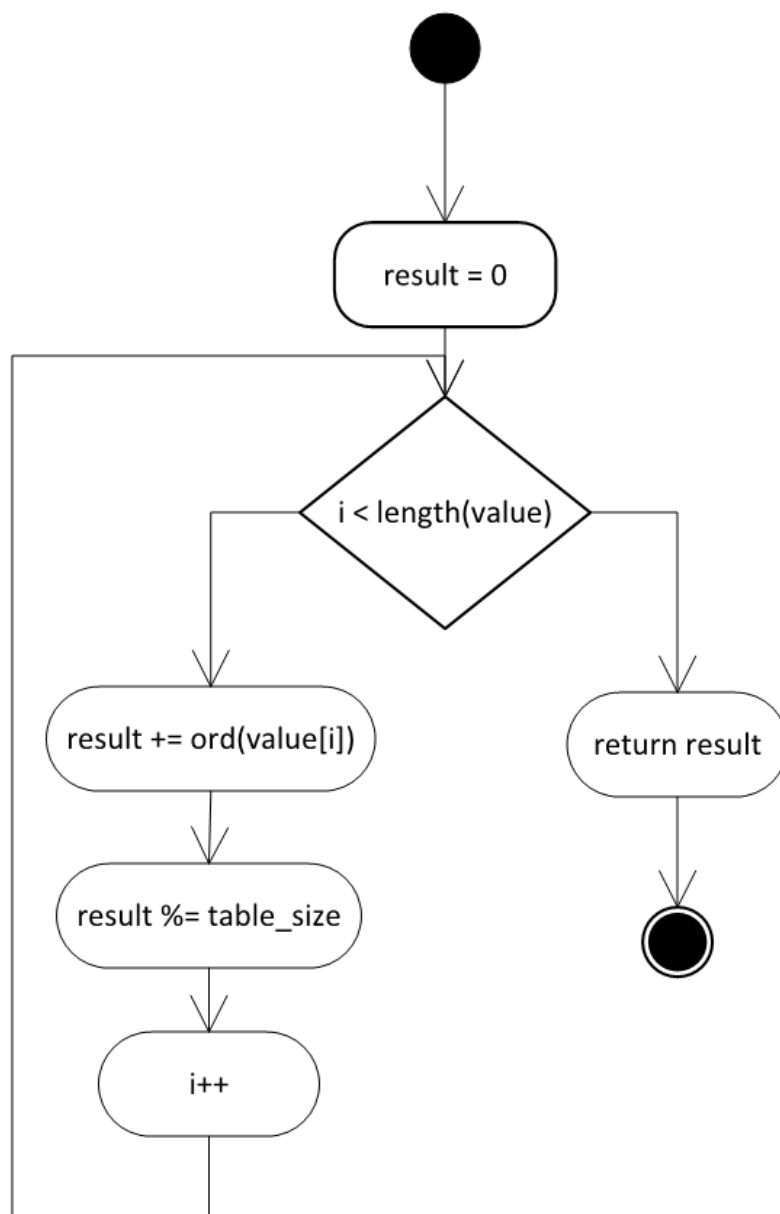 result = 0
i < length(value)
result += ord(value[i])
return result
result %= table_size
i++